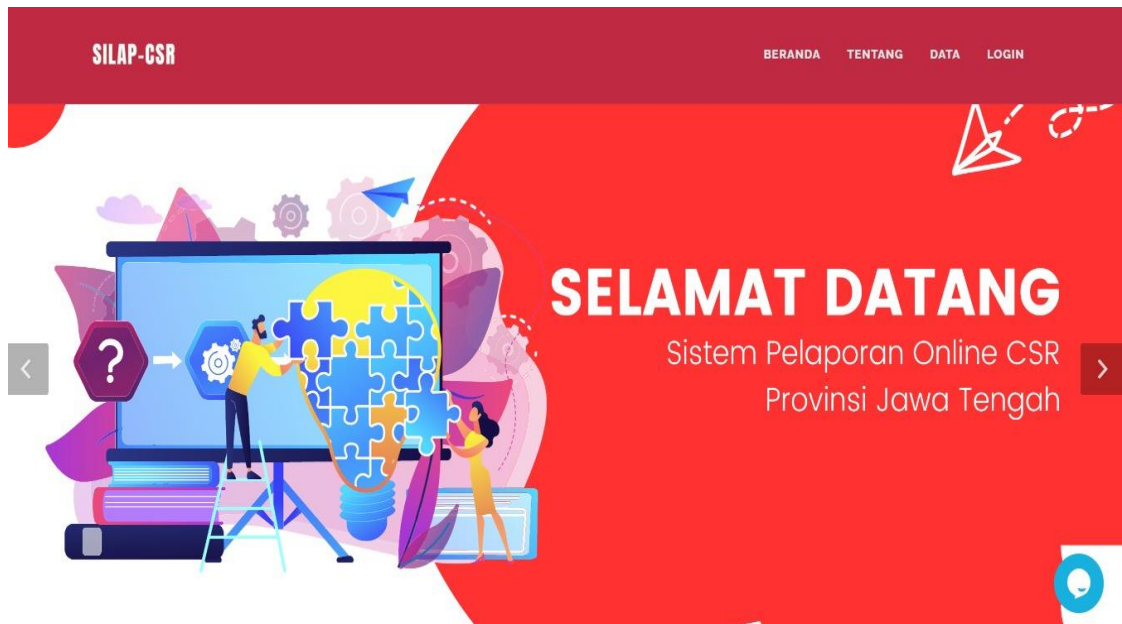 SILAP-CSR
BERANDA TENTANG DATA LOGIN
?
SELAMAT DATANG
Sistem Pelaporan Online CSR
Provinsi Jawa Tengah